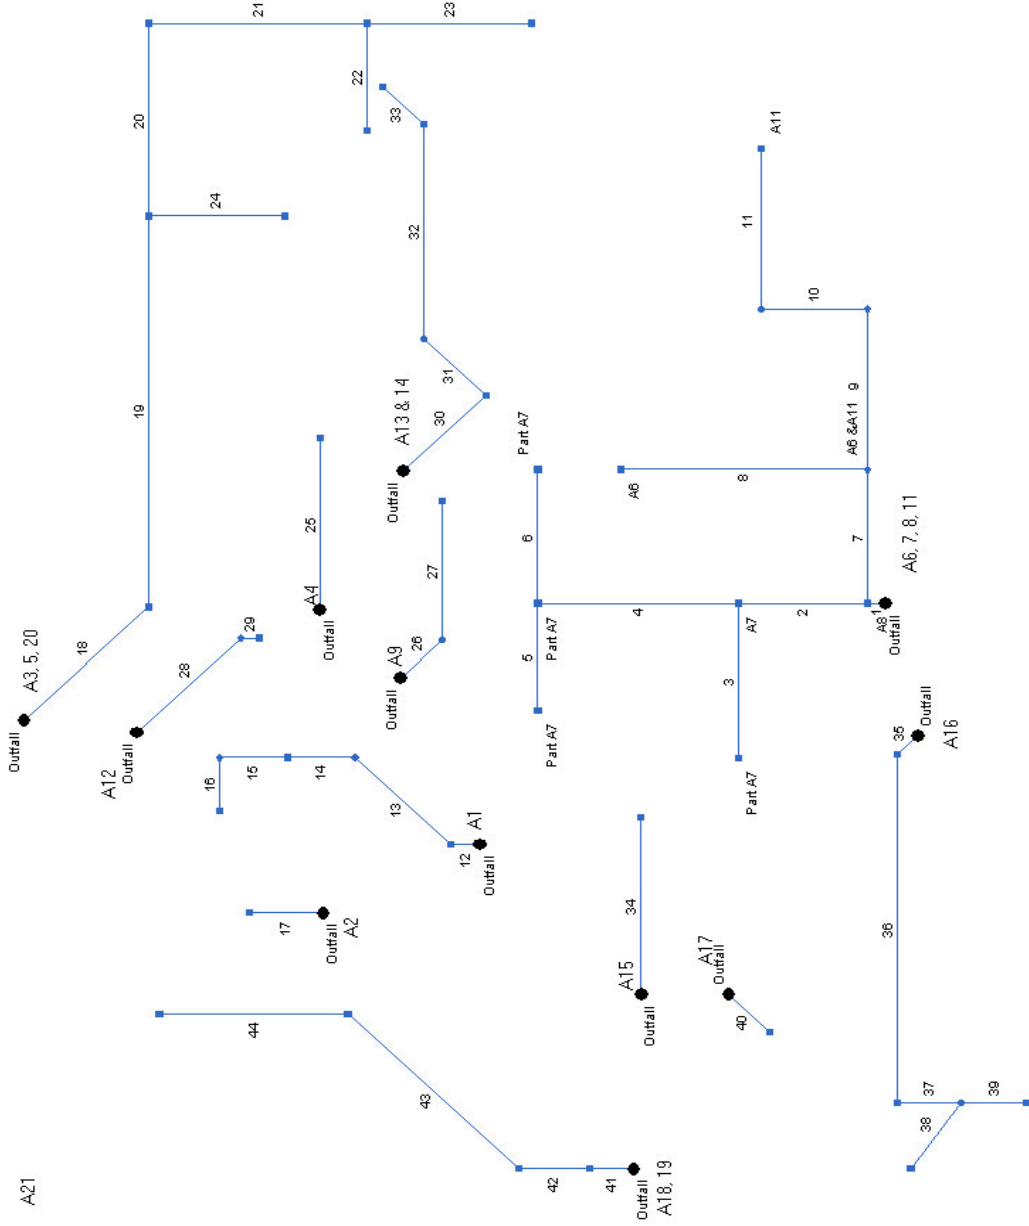 21
23
22
33
20
24
32
19
31
30
A13 & 14
Outfall
A11
11
10
9
A6 &A11
8
A6
7
A6, 7, 8, 11
Part A7
6
4
Part A7
5
Part A7
A7
2
3
Part A7
A8
1
Outfall
25
A4
Outfall
27
26
A9
Outfall
18
A3, 5, 20
Outfall
29
28
A12
Outfall
16
15
14
13
12
A1
Outfall
17
Outfall
A2
34
A15
Outfall
A17
Outfall
40
35
Outfall
A16
36
37
38
39
44
43
42
41
Outfall
A18, 19
A21